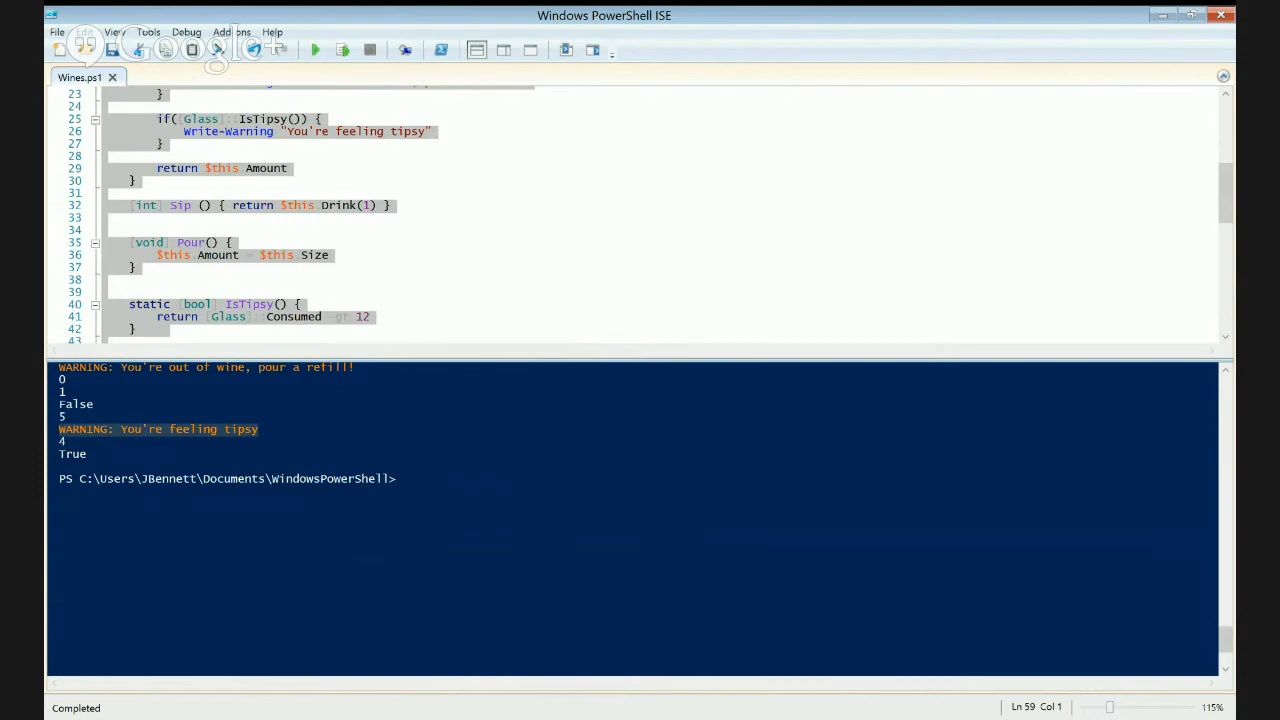 Windows PowerShell ISE
File Edit View Tools Debug Add-ons Help
Google+
Wines.ps1
23 }
24
25 if( [Glass]::IsTipsy()) {
26 Write-Warning "You're feeling tipsy"
27 }
28
29 return $this.Amount
30 }
31
32 [int] Sip () { return $this.Drink(1) }
33
34
35 [void] Pour() {
36 $this.Amount = $this.Size
37 }
38
39
40 static [bool] IsTipsy() {
41 return [Glass]::Consumed -gt 12
42 }
43
WARNING: You're out of wine, pour a refill!
0
1
False
5
WARNING: You're feeling tipsy
4
True
PS C:\Users\JBennett\Documents\WindowsPowerShell>
Completed
Ln 59 Col 1
115%